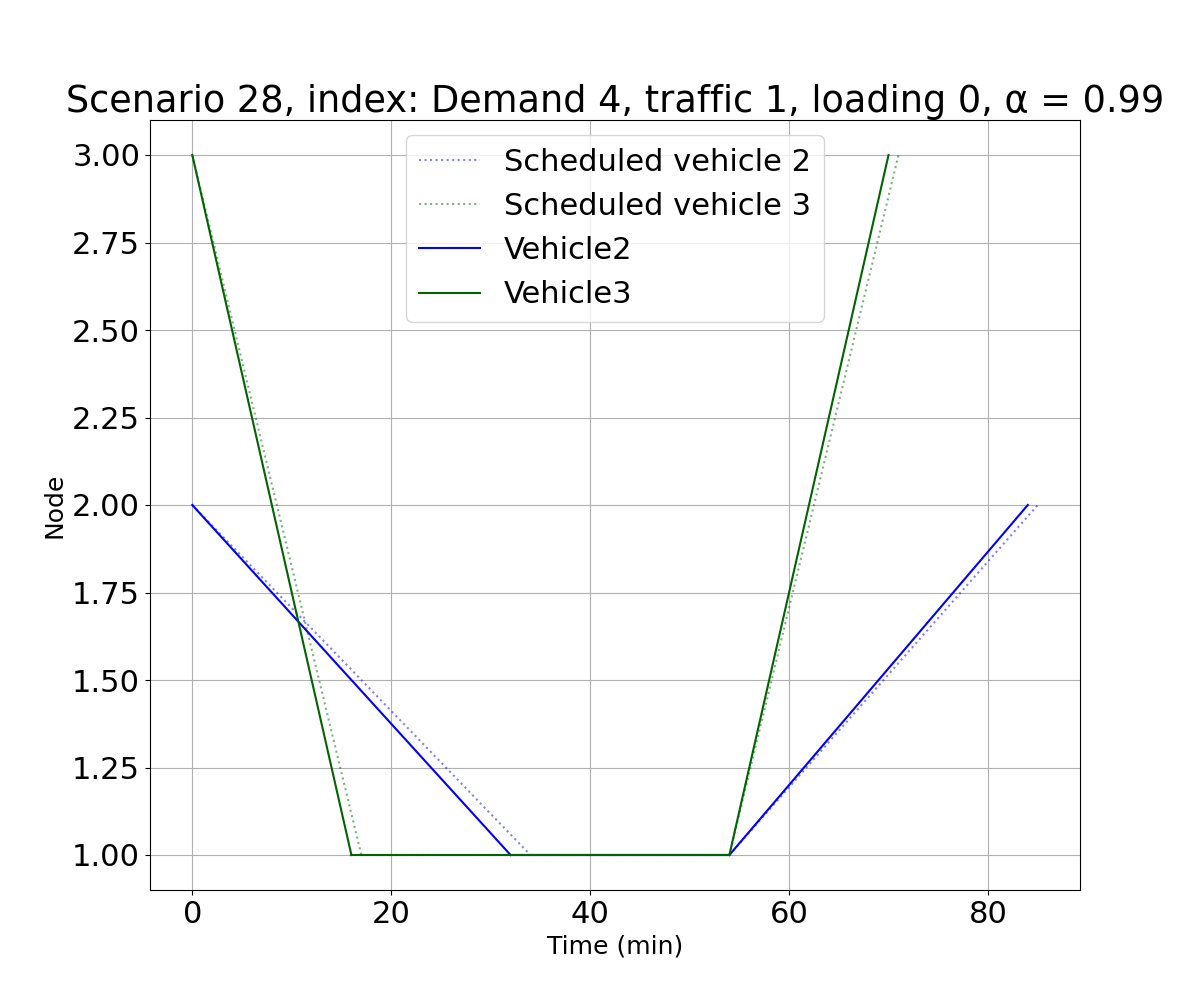 Scenario 28, index: Demand 4, traffic 1, loading 0, α = 0.99
Scheduled vehicle 2
Scheduled vehicle 3
Vehicle2
Vehicle3
3.00
2.75
2.50
2.25
2.00
1.75
1.50
1.25
1.00
Node
0 20 40 60 80
Time (min)